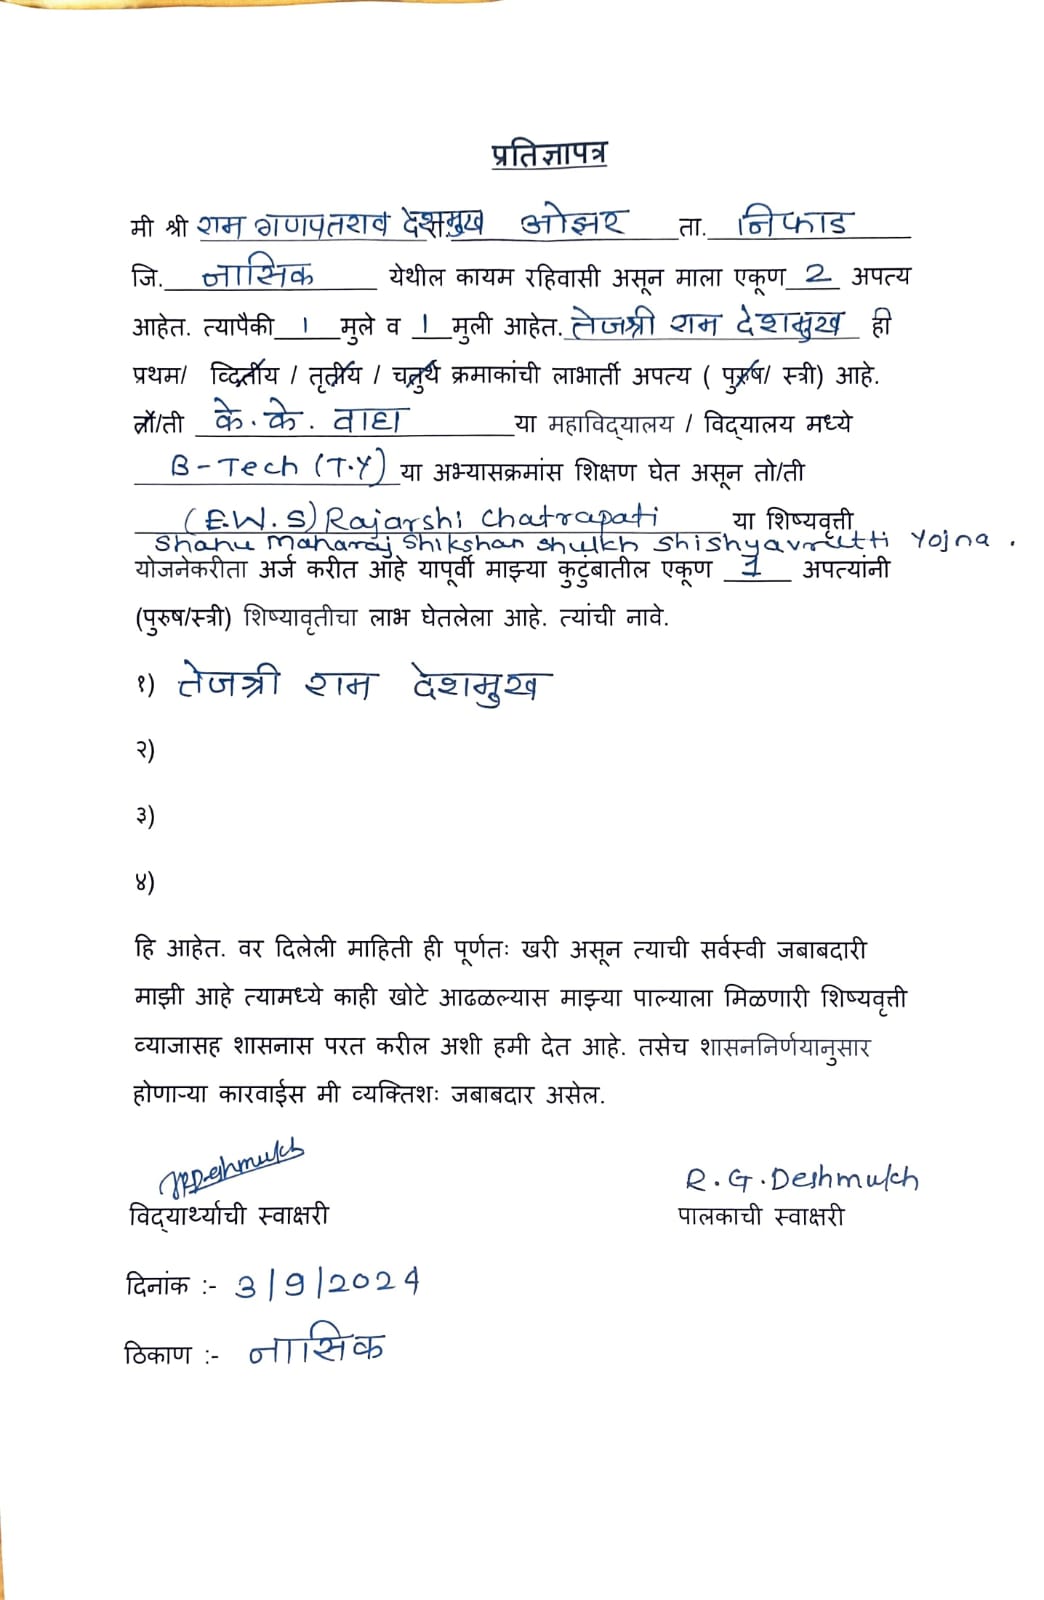 प्रतिज्ञापत्र
मी श्री राम गणपतराव देशमुख ओझर ता. निफाड
जि. नासिक येथील कायम रहिवासी असून माला एकूण 2 अपत्य
आहेत. त्यापैकी 1 मुले व 1 मुली आहेत. तेजश्री राम देशमुख ही
प्रथम/ व्दितीय / तृतीय / चतुर्थ क्रमाकांची लाभार्ती अपत्य ( पुरुष/ स्त्री) आहे.
तो/ती के. के. वाघ या महाविद्यालय / विद्यालय मध्ये
B-Tech (T.Y) या अभ्यासक्रमांस शिक्षण घेत असून तो/ती
(E.W.S) Rajarshi Chatrapati या शिष्यवृत्ती
Shahu Maharaj Shikshan Shulkh Shishyavrutti Yojna .
योजनेकरीता अर्ज करीत आहे यापूर्वी माझ्या कुटुंबातील एकूण 1 अपत्यांनी
(पुरुष/स्त्री) शिष्यावृतीचा लाभ घेतलेला आहे. त्यांची नावे.
१) तेजश्री राम देशमुख
२)
३)
४)
हि आहेत. वर दिलेली माहिती ही पूर्णतः खरी असून त्याची सर्वस्वी जबाबदारी
माझी आहे त्यामध्ये काही खोटे आढळल्यास माझ्या पाल्याला मिळणारी शिष्यवृत्ती
व्याजासह शासनास परत करील अशी हमी देत आहे. तसेच शासननिर्णयानुसार
होणाऱ्या कारवाईस मी व्यक्तिशः जबाबदार असेल.
JRDeshmukh R. G. Deshmukh
विद्यार्थ्याची स्वाक्षरी पालकाची स्वाक्षरी
दिनांक :- 3/9/2024
ठिकाण :- नासिक